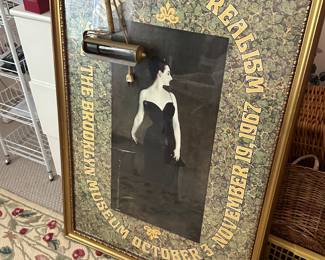 REALISM
THE BROOKLYN MUSEUM OCTOBER 3
NOVEMBER 19, 1967